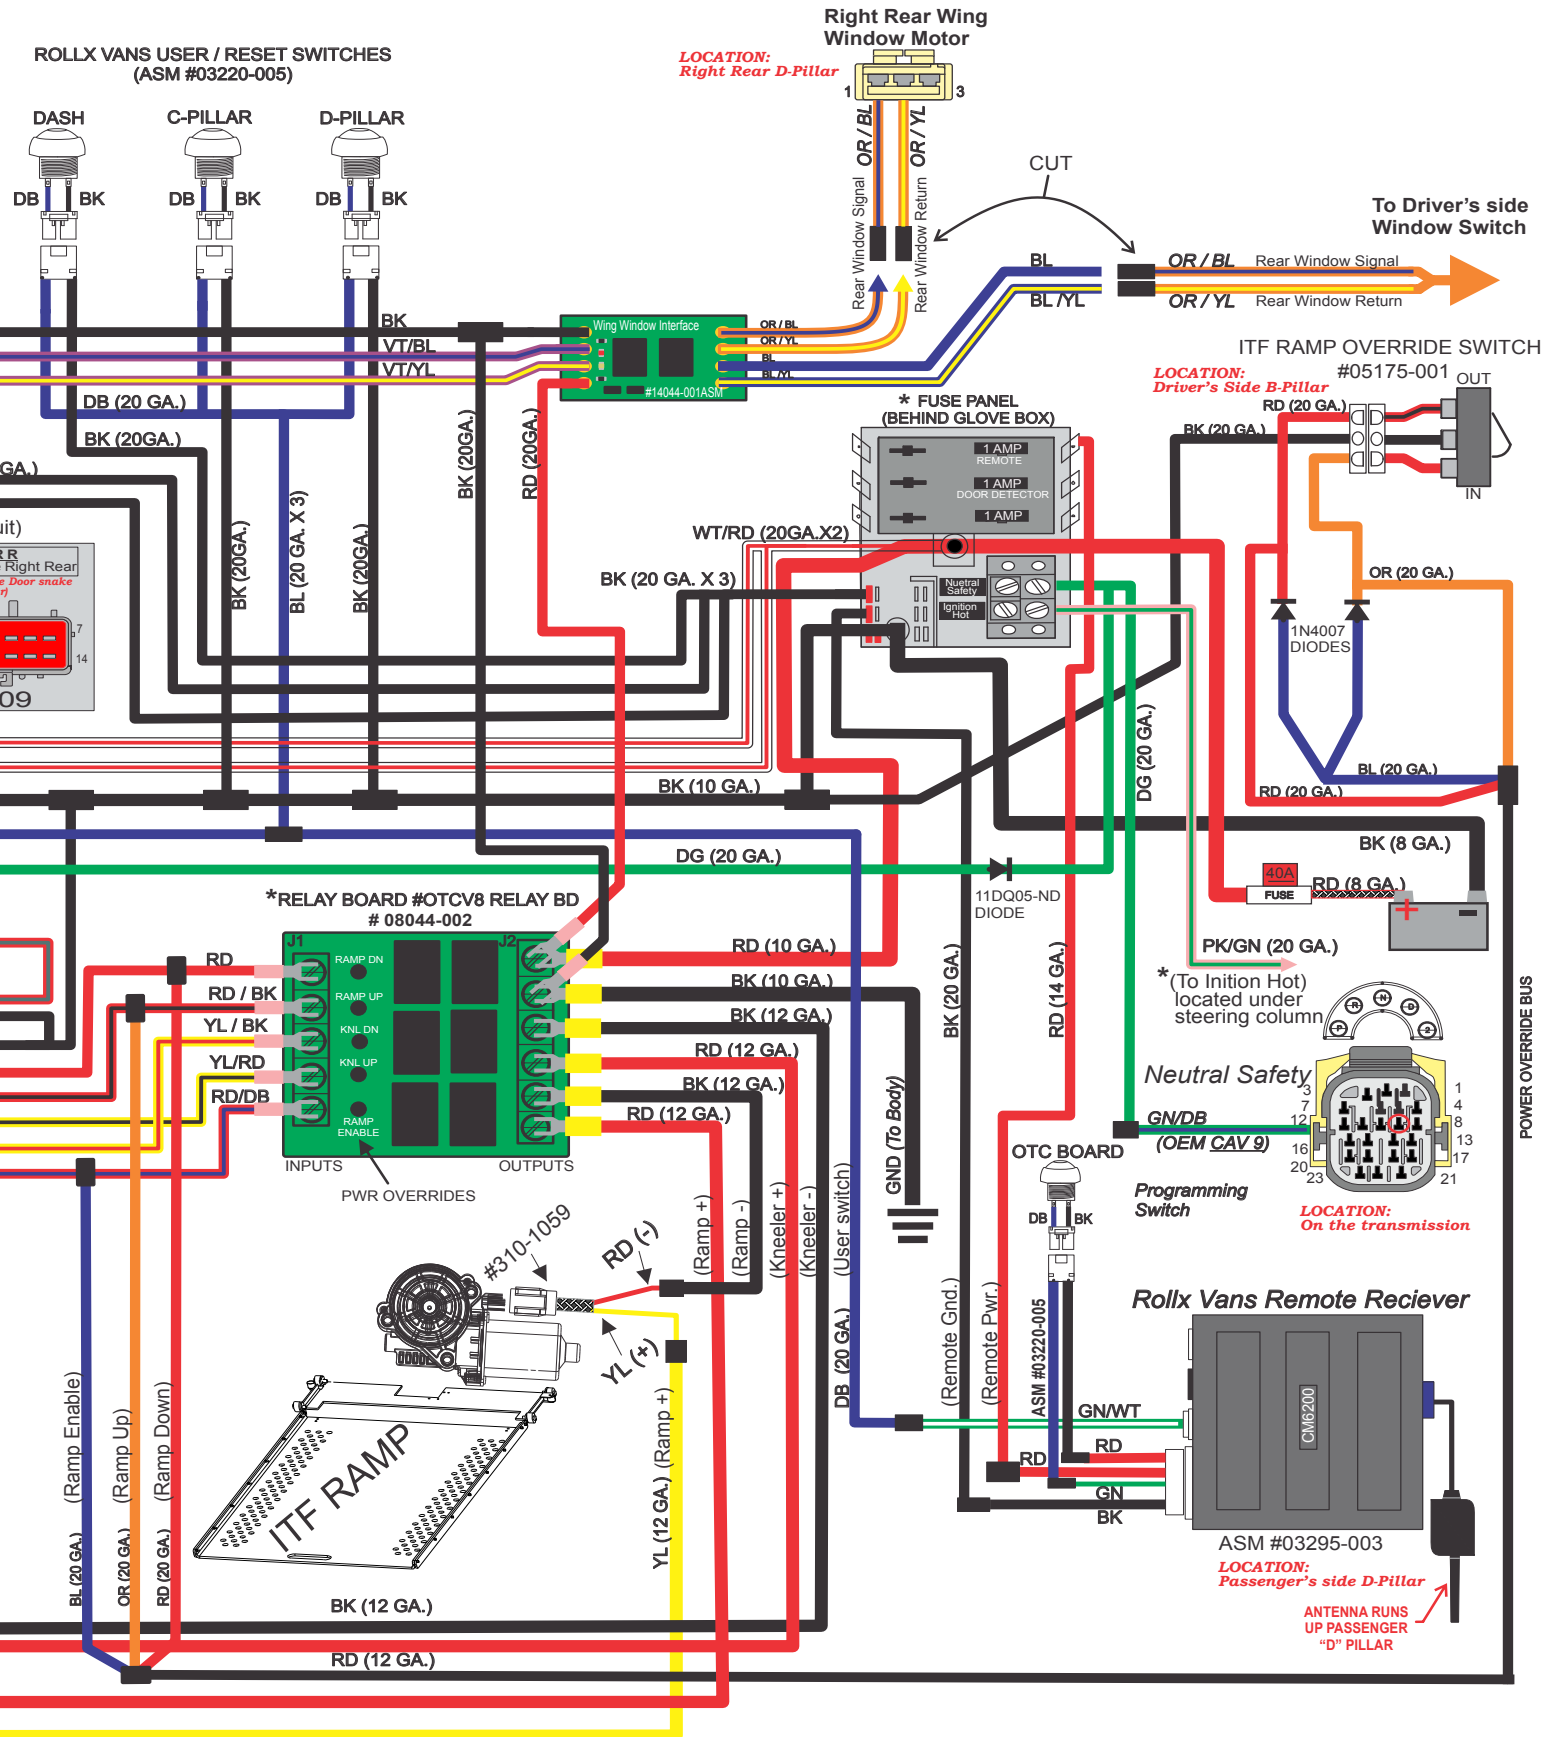 Right Rear Wing
Window Motor
LOCATION:
Right Rear D-Pillar
1
3
OR / BL
OR / YL
Rear Window Signal
Rear Window Return
ROLLX VANS USER / RESET SWITCHES
(ASM #03220-005)
DASH
C-PILLAR
D-PILLAR
DB
BK
DB
BK
DB
BK
CUT
To Driver's side
Window Switch
BL
BL /YL
OR / BL
Rear Window Signal
OR / YL
Rear Window Return
BK
VT/BL
VT/YL
Wing Window Interface
#14044-001ASM
OR / BL
OR / YL
BL
BL/YL
DB (20 GA.)
BK (20GA.)
GA.)
BK (20GA.)
RD (20GA.)
BK (20GA.)
BL (20 GA. X 3)
BK (20GA.)
ITF RAMP OVERRIDE SWITCH
#05175-001
LOCATION:
Driver's Side B-Pillar
OUT
IN
RD (20 GA.)
BK (20 GA.)
* FUSE PANEL
(BEHIND GLOVE BOX)
1 AMP
REMOTE
1 AMP
DOOR DETECTOR
1 AMP
Nuetral
Safety
Ignition
Hot
WT/RD (20GA.X2)
BK (20 GA. X 3)
uit)
R R
Right Rear
e Door snake
r)
7
14
09
OR (20 GA.)
1N4007
DIODES
BL (20 GA.)
RD (20 GA.)
DG (20 GA.)
BK (10 GA.)
BK (8 GA.)
40A
FUSE
RD (8 GA.)
+
-
DG (20 GA.)
11DQ05-ND
DIODE
*RELAY BOARD #OTCV8 RELAY BD
# 08044-002
J1
J2
RAMP DN
RAMP UP
KNL DN
KNL UP
RAMP
ENABLE
INPUTS
OUTPUTS
PWR OVERRIDES
RD
RD / BK
YL / BK
YL/RD
RD/DB
RD (10 GA.)
BK (10 GA.)
BK (12 GA.)
RD (12 GA.)
BK (12 GA.)
RD (12 GA.)
BK (20 GA.)
RD (14 GA.)
GND (To Body)
PK/GN (20 GA.)
*(To Inition Hot)
located under
steering column
P
R
N
D
2
Neutral Safety
3
7
12
16
20
23
1
4
8
13
17
21
GN/DB
(OEM CAV 9)
LOCATION:
On the transmission
POWER OVERRIDE BUS
OTC BOARD
DB
BK
Programming
Switch
ASM #03220-005
#310-1059
RD (-)
YL (+)
(Ramp +)
(Ramp -)
(Kneeler +)
(Kneeler -)
(User switch)
DB (20 GA.)
(Remote Gnd.)
(Remote Pwr.)
Rollx Vans Remote Reciever
CM6200
GN/WT
RD
RD
GN
BK
ASM #03295-003
LOCATION:
Passenger's side D-Pillar
ANTENNA RUNS
UP PASSENGER
“D” PILLAR
ITF RAMP
YL (12 GA.) (Ramp +)
BL (20 GA.) (Ramp Enable)
OR (20 GA.) (Ramp Up)
RD (20 GA.) (Ramp Down)
BK (12 GA.)
RD (12 GA.)